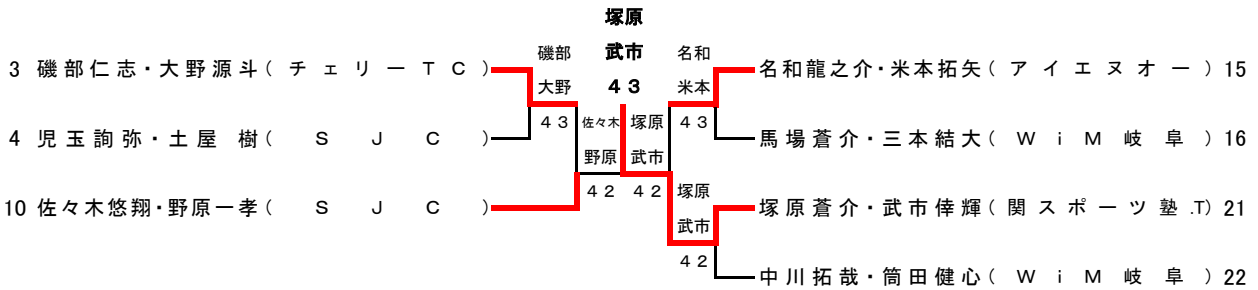 塚原
武市
４３
3 磯部仁志・大野源斗(チェリーＴＣ)
磯部
大野
４３
4 児玉詢弥・土屋 樹(ＳＪＣ)
佐々木
野原
４２
10 佐々木悠翔・野原一孝(ＳＪＣ)
名和
米本
４３
名和龍之介・米本拓矢(アイエヌオー) 15
馬場蒼介・三本結大(ＷｉＭ岐阜) 16
塚原
武市
４２
塚原
武市
４２
塚原蒼介・武市倖輝(関スポーツ塾.T) 21
中川拓哉・筒田健心(ＷｉＭ岐阜) 22